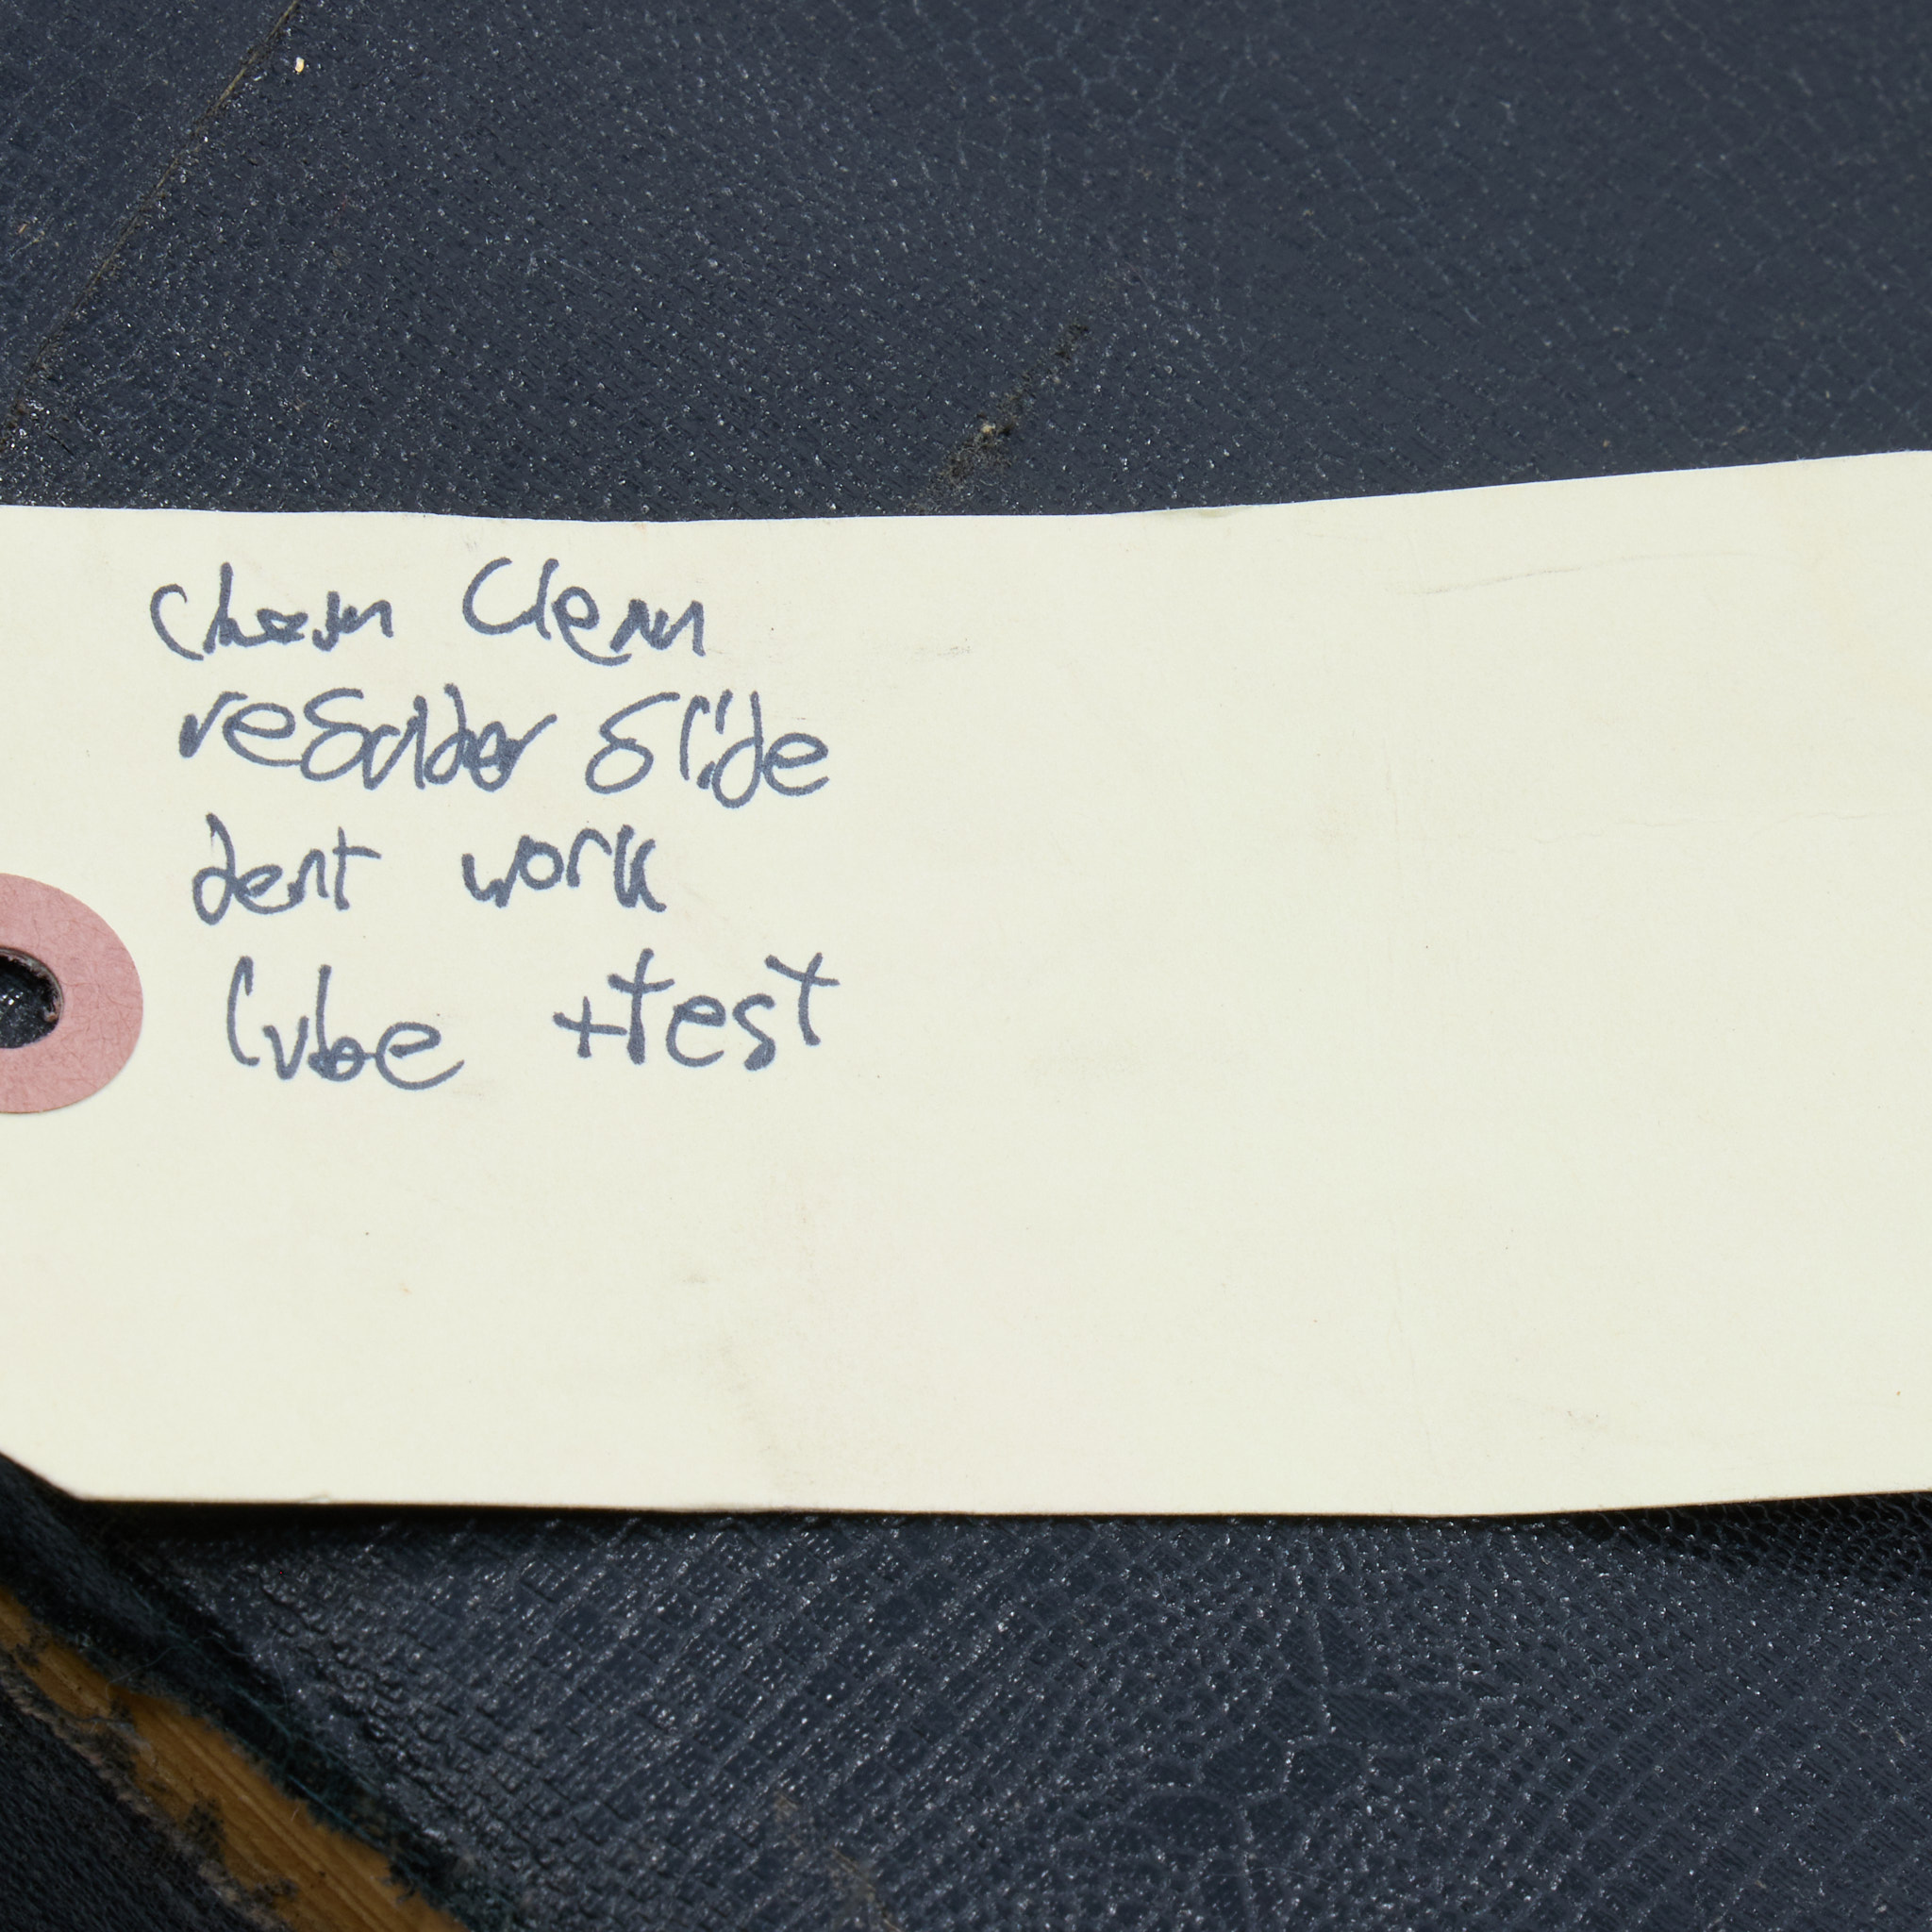 chem Clean
reSolder slide
dent work
lube + test